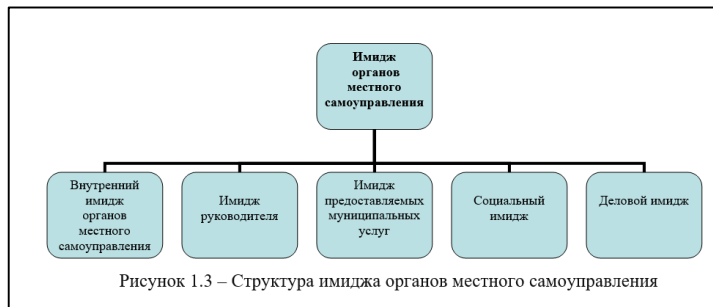 Имидж
органов
местного
самоуправления
Внутренний
имидж
органов
местного
самоуправления
Имидж
руководителя
Имидж
предоставляемых
муниципальных
услуг
Социальный
имидж
Деловой имидж
Рисунок 1.3 – Структура имиджа органов местного самоуправления